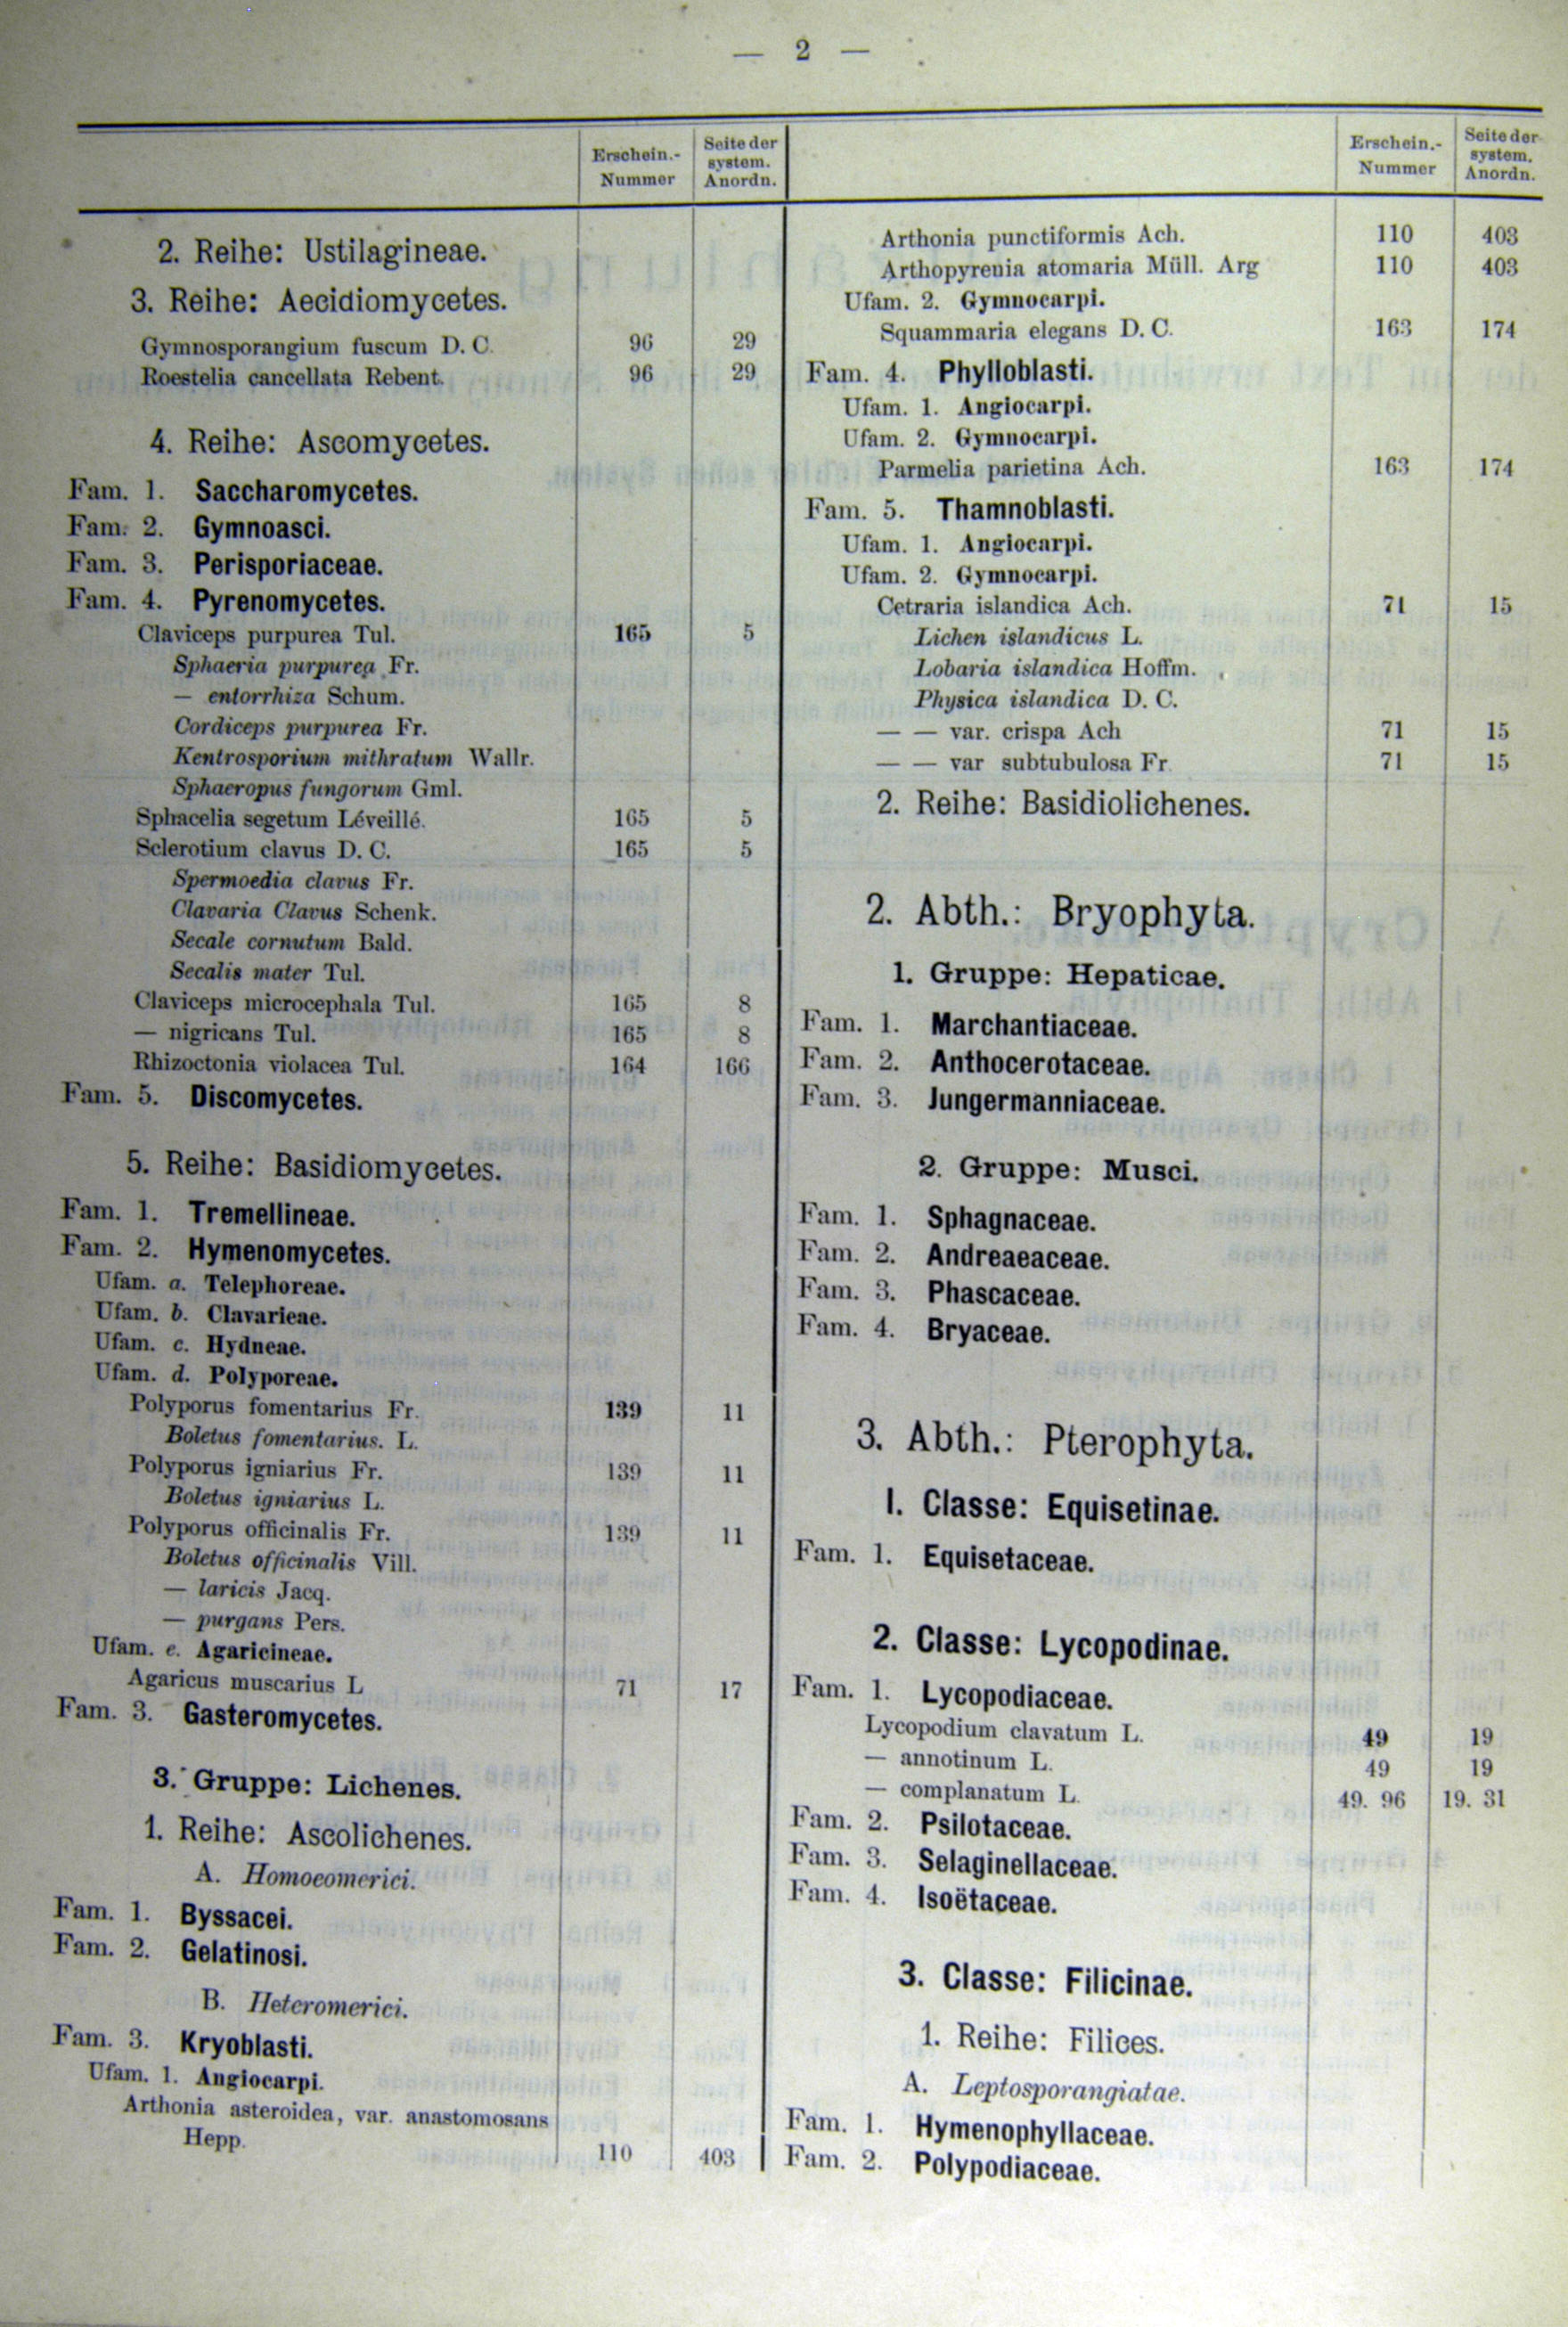 — 2 —
Erschein.-
Nummer
Seite der
system.
Anordn.
2. Reihe: Ustilagineae.
3. Reihe: Aecidiomycetes.
Gymnosporangium fuscum D. C. 96 29
Roestelia cancellata Rebent. 96 29
4. Reihe: Ascomycetes.
Fam. 1. Saccharomycetes.
Fam. 2. Gymnoasci.
Fam. 3. Perisporiaceae.
Fam. 4. Pyrenomycetes.
Claviceps purpurea Tul. 165 5
Sphaeria purpurea Fr.
— entorrhiza Schum.
Cordiceps purpurea Fr.
Kentrosporium mithratum Wallr.
Sphaeropus fungorum Gml.
Sphacelia segetum Léveillé. 165 5
Sclerotium clavus D. C. 165 5
Spermoedia clavus Fr.
Clavaria Clavus Schenk.
Secale cornutum Bald.
Secalis mater Tul.
Claviceps microcephala Tul. 165 8
— nigricans Tul. 165 8
Rhizoctonia violacea Tul. 164 166
Fam. 5. Discomycetes.
5. Reihe: Basidiomycetes.
Fam. 1. Tremellineae.
Fam. 2. Hymenomycetes.
Ufam. a. Telephoreae.
Ufam. b. Clavarieae.
Ufam. c. Hydneae.
Ufam. d. Polyporeae.
Polyporus fomentarius Fr. 139 11
Boletus fomentarius. L.
Polyporus igniarius Fr. 139 11
Boletus igniarius L.
Polyporus officinalis Fr. 139 11
Boletus officinalis Vill.
— laricis Jacq.
— purgans Pers.
Ufam. e. Agaricineae.
Agaricus muscarius L 71 17
Fam. 3. Gasteromycetes.
3. Gruppe: Lichenes.
1. Reihe: Ascolichenes.
A. Homoeomerici.
Fam. 1. Byssacei.
Fam. 2. Gelatinosi.
B. Heteromerici.
Fam. 3. Kryoblasti.
Ufam. 1. Angiocarpi.
Arthonia asteroidea, var. anastomosans
Hepp. 110 403
Erschein.-
Nummer
Seite der
system.
Anordn.
Arthonia punctiformis Ach. 110 403
Arthopyrenia atomaria Müll. Arg 110 403
Ufam. 2. Gymnocarpi.
Squammaria elegans D. C. 163 174
Fam. 4. Phylloblasti.
Ufam. 1. Angiocarpi.
Ufam. 2. Gymnocarpi.
Parmelia parietina Ach. 163 174
Fam. 5. Thamnoblasti.
Ufam. 1. Angiocarpi.
Ufam. 2. Gymnocarpi.
Cetraria islandica Ach. 71 15
Lichen islandicus L.
Lobaria islandica Hoffm.
Physica islandica D. C.
— — var. crispa Ach 71 15
— — var subtubulosa Fr. 71 15
2. Reihe: Basidiolichenes.
2. Abth.: Bryophyta.
1. Gruppe: Hepaticae.
Fam. 1. Marchantiaceae.
Fam. 2. Anthocerotaceae.
Fam. 3. Jungermanniaceae.
2. Gruppe: Musci.
Fam. 1. Sphagnaceae.
Fam. 2. Andreaeaceae.
Fam. 3. Phascaceae.
Fam. 4. Bryaceae.
3. Abth.: Pterophyta.
1. Classe: Equisetinae.
Fam. 1. Equisetaceae.
2. Classe: Lycopodinae.
Fam. 1. Lycopodiaceae.
Lycopodium clavatum L. 49 19
— annotinum L. 49 19
— complanatum L. 49. 96 19. 31
Fam. 2. Psilotaceae.
Fam. 3. Selaginellaceae.
Fam. 4. Isoëtaceae.
3. Classe: Filicinae.
1. Reihe: Filices.
A. Leptosporangiatae.
Fam. 1. Hymenophyllaceae.
Fam. 2. Polypodiaceae.